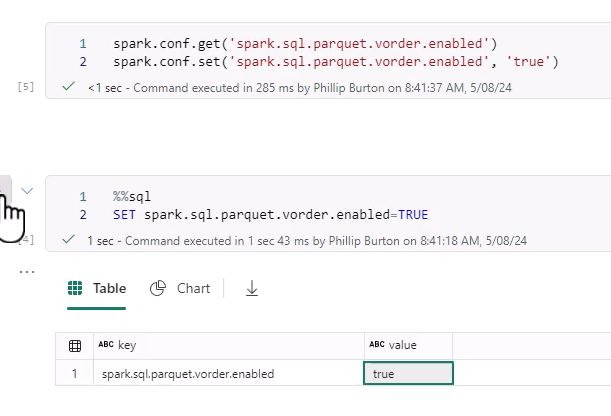 1 spark.conf.get('spark.sql.parquet.vorder.enabled')
2 spark.conf.set('spark.sql.parquet.vorder.enabled', 'true')
[5] <1 sec - Command executed in 285 ms by Phillip Burton on 8:41:37 AM, 5/08/24
1 %%sql
2 SET spark.sql.parquet.vorder.enabled=TRUE
4] 1 sec - Command executed in 1 sec 43 ms by Phillip Burton on 8:41:18 AM, 5/08/24
...
Table Chart
ABC key ABC value
1 spark.sql.parquet.vorder.enabled true